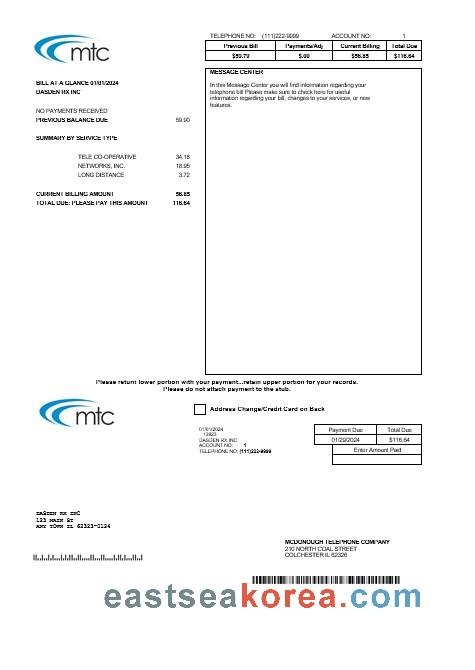 mtc
TELEPHONE NO: (111)222-9999 ACCOUNT NO: 1
Previous Bill Payments/Adj Current Billing Total Due
$59.79 $.00 $56.85 $116.64
BILL AT A GLANCE 01/01/2024
DASDEN RX INC
NO PAYMENTS RECEIVED
PREVIOUS BALANCE DUE 59.90
SUMMARY BY SERVICE TYPE
TELE CO-OPERATIVE 34.18
NETWORKS, INC. 18.95
LONG DISTANCE 3.72
CURRENT BILLING AMOUNT 56.85
TOTAL DUE: PLEASE PAY THIS AMOUNT 116.64
MESSAGE CENTER
In this Message Center you will find information regarding your
telephone bill Please make sure to check here for useful
information regarding your bill, changes to your services, or new
features.
Please return lower portion with your payment...retain upper portion for your records.
Please do not attach payment to the stub.
mtc
Address Change/Credit Card on Back
01/01/2024
12823
DASDEN RX INC
ACCOUNT NO: 1
TELEPHONE NO: (111)222-9999
Payment Due Total Due
01/29/2024 $116.64
Enter Amount Paid
DASDEN RX INC
123 MAIN ST
ANY TOWN IL 62323-0124
MCDONOUGH TELEPHONE COMPANY
210 NORTH COAL STREET
COLCHESTER IL 62326
eastseakorea.com